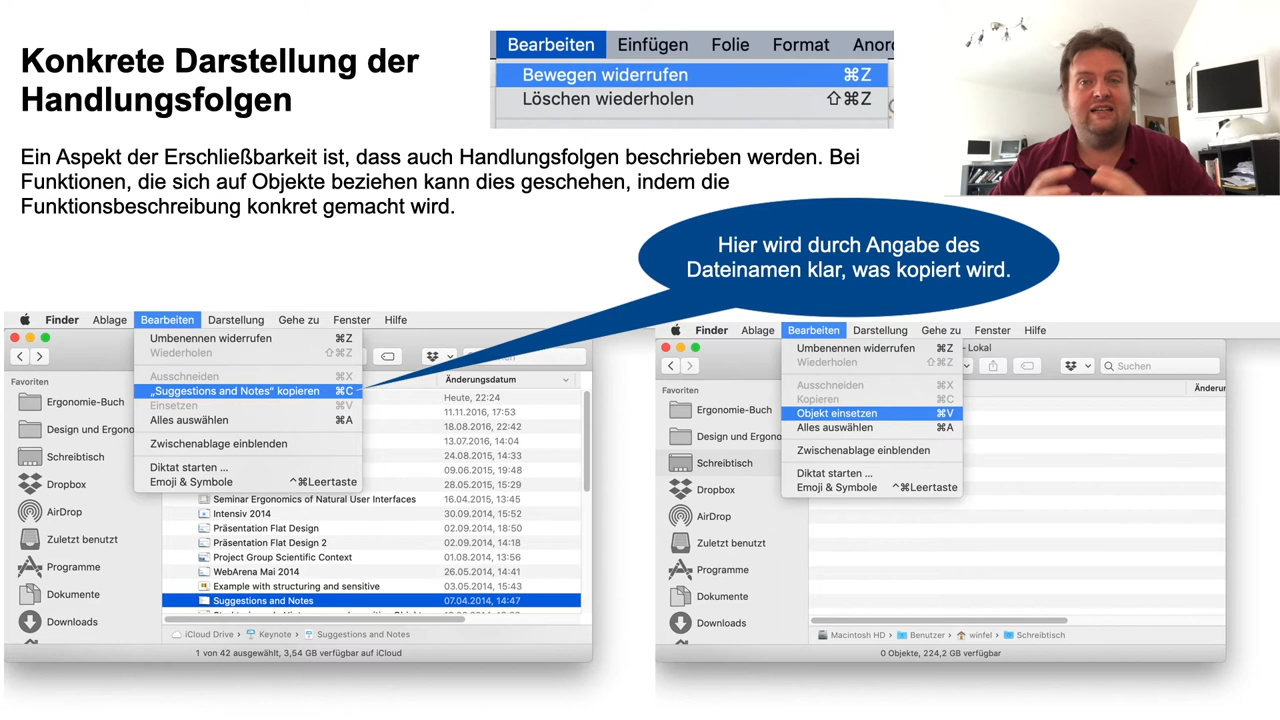 Konkrete Darstellung der
Handlungsfolgen
Bearbeiten Einfügen Folie Format Anord
Bewegen widerrufen ⌘Z
Löschen wiederholen ⇧⌘Z
Ein Aspekt der Erschließbarkeit ist, dass auch Handlungsfolgen beschrieben werden. Bei
Funktionen, die sich auf Objekte beziehen kann dies geschehen, indem die
Funktionsbeschreibung konkret gemacht wird.
Hier wird durch Angabe des
Dateinamen klar, was kopiert wird.
Finder Ablage Bearbeiten Darstellung Gehe zu Fenster Hilfe
Umbenennen widerrufen ⌘Z
Wiederholen ⇧⌘Z
Ausschneiden ⌘X
„Suggestions and Notes“ kopieren ⌘C
Einsetzen ⌘V
Alles auswählen ⌘A
Zwischenablage einblenden
Diktat starten ...
Emoji & Symbole ^⌘Leertaste
Favoriten
Ergonomie-Buch
Design und Ergono
Schreibtisch
Dropbox
AirDrop
Zuletzt benutzt
Programme
Dokumente
Downloads
Änderungsdatum
Heute, 22:24
11.11.2016, 17:53
18.08.2016, 22:42
13.07.2016, 14:04
24.08.2015, 14:33
09.06.2015, 19:48
28.05.2015, 15:29
Seminar Ergonomics of Natural User Interfaces 16.04.2015, 13:45
Intensiv 2014 30.09.2014, 15:52
Präsentation Flat Design 02.09.2014, 18:50
Präsentation Flat Design 2 02.09.2014, 14:18
Project Group Scientific Context 01.08.2014, 13:56
WebArena Mai 2014 26.05.2014, 14:41
Example with structuring and sensitive 03.05.2014, 15:43
Suggestions and Notes 07.04.2014, 14:47
iCloud Drive › Keynote › Suggestions and Notes
1 von 42 ausgewählt, 3,54 GB verfügbar auf iCloud
Finder Ablage Bearbeiten Darstellung Gehe zu Fenster Hilfe
Lokal
Suchen
Umbenennen widerrufen ⌘Z
Wiederholen ⇧⌘Z
Ausschneiden ⌘X
Kopieren ⌘C
Objekt einsetzen ⌘V
Alles auswählen ⌘A
Zwischenablage einblenden
Diktat starten ...
Emoji & Symbole ^⌘Leertaste
Favoriten
Ergonomie-Buch
Design und Ergono
Schreibtisch
Dropbox
AirDrop
Zuletzt benutzt
Programme
Dokumente
Downloads
Änderur
Macintosh HD › Benutzer › winfel › Schreibtisch
0 Objekte, 224,2 GB verfügbar